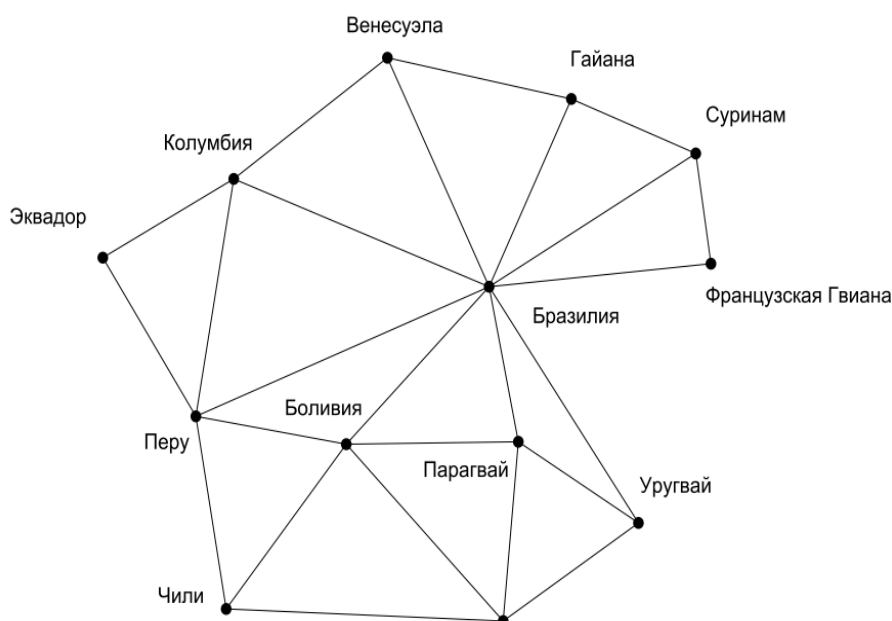 Венесуэла
Гайана
Суринам
Колумбия
Эквадор
Французская Гвиана
Бразилия
Боливия
Перу
Парагвай
Уругвай
Чили